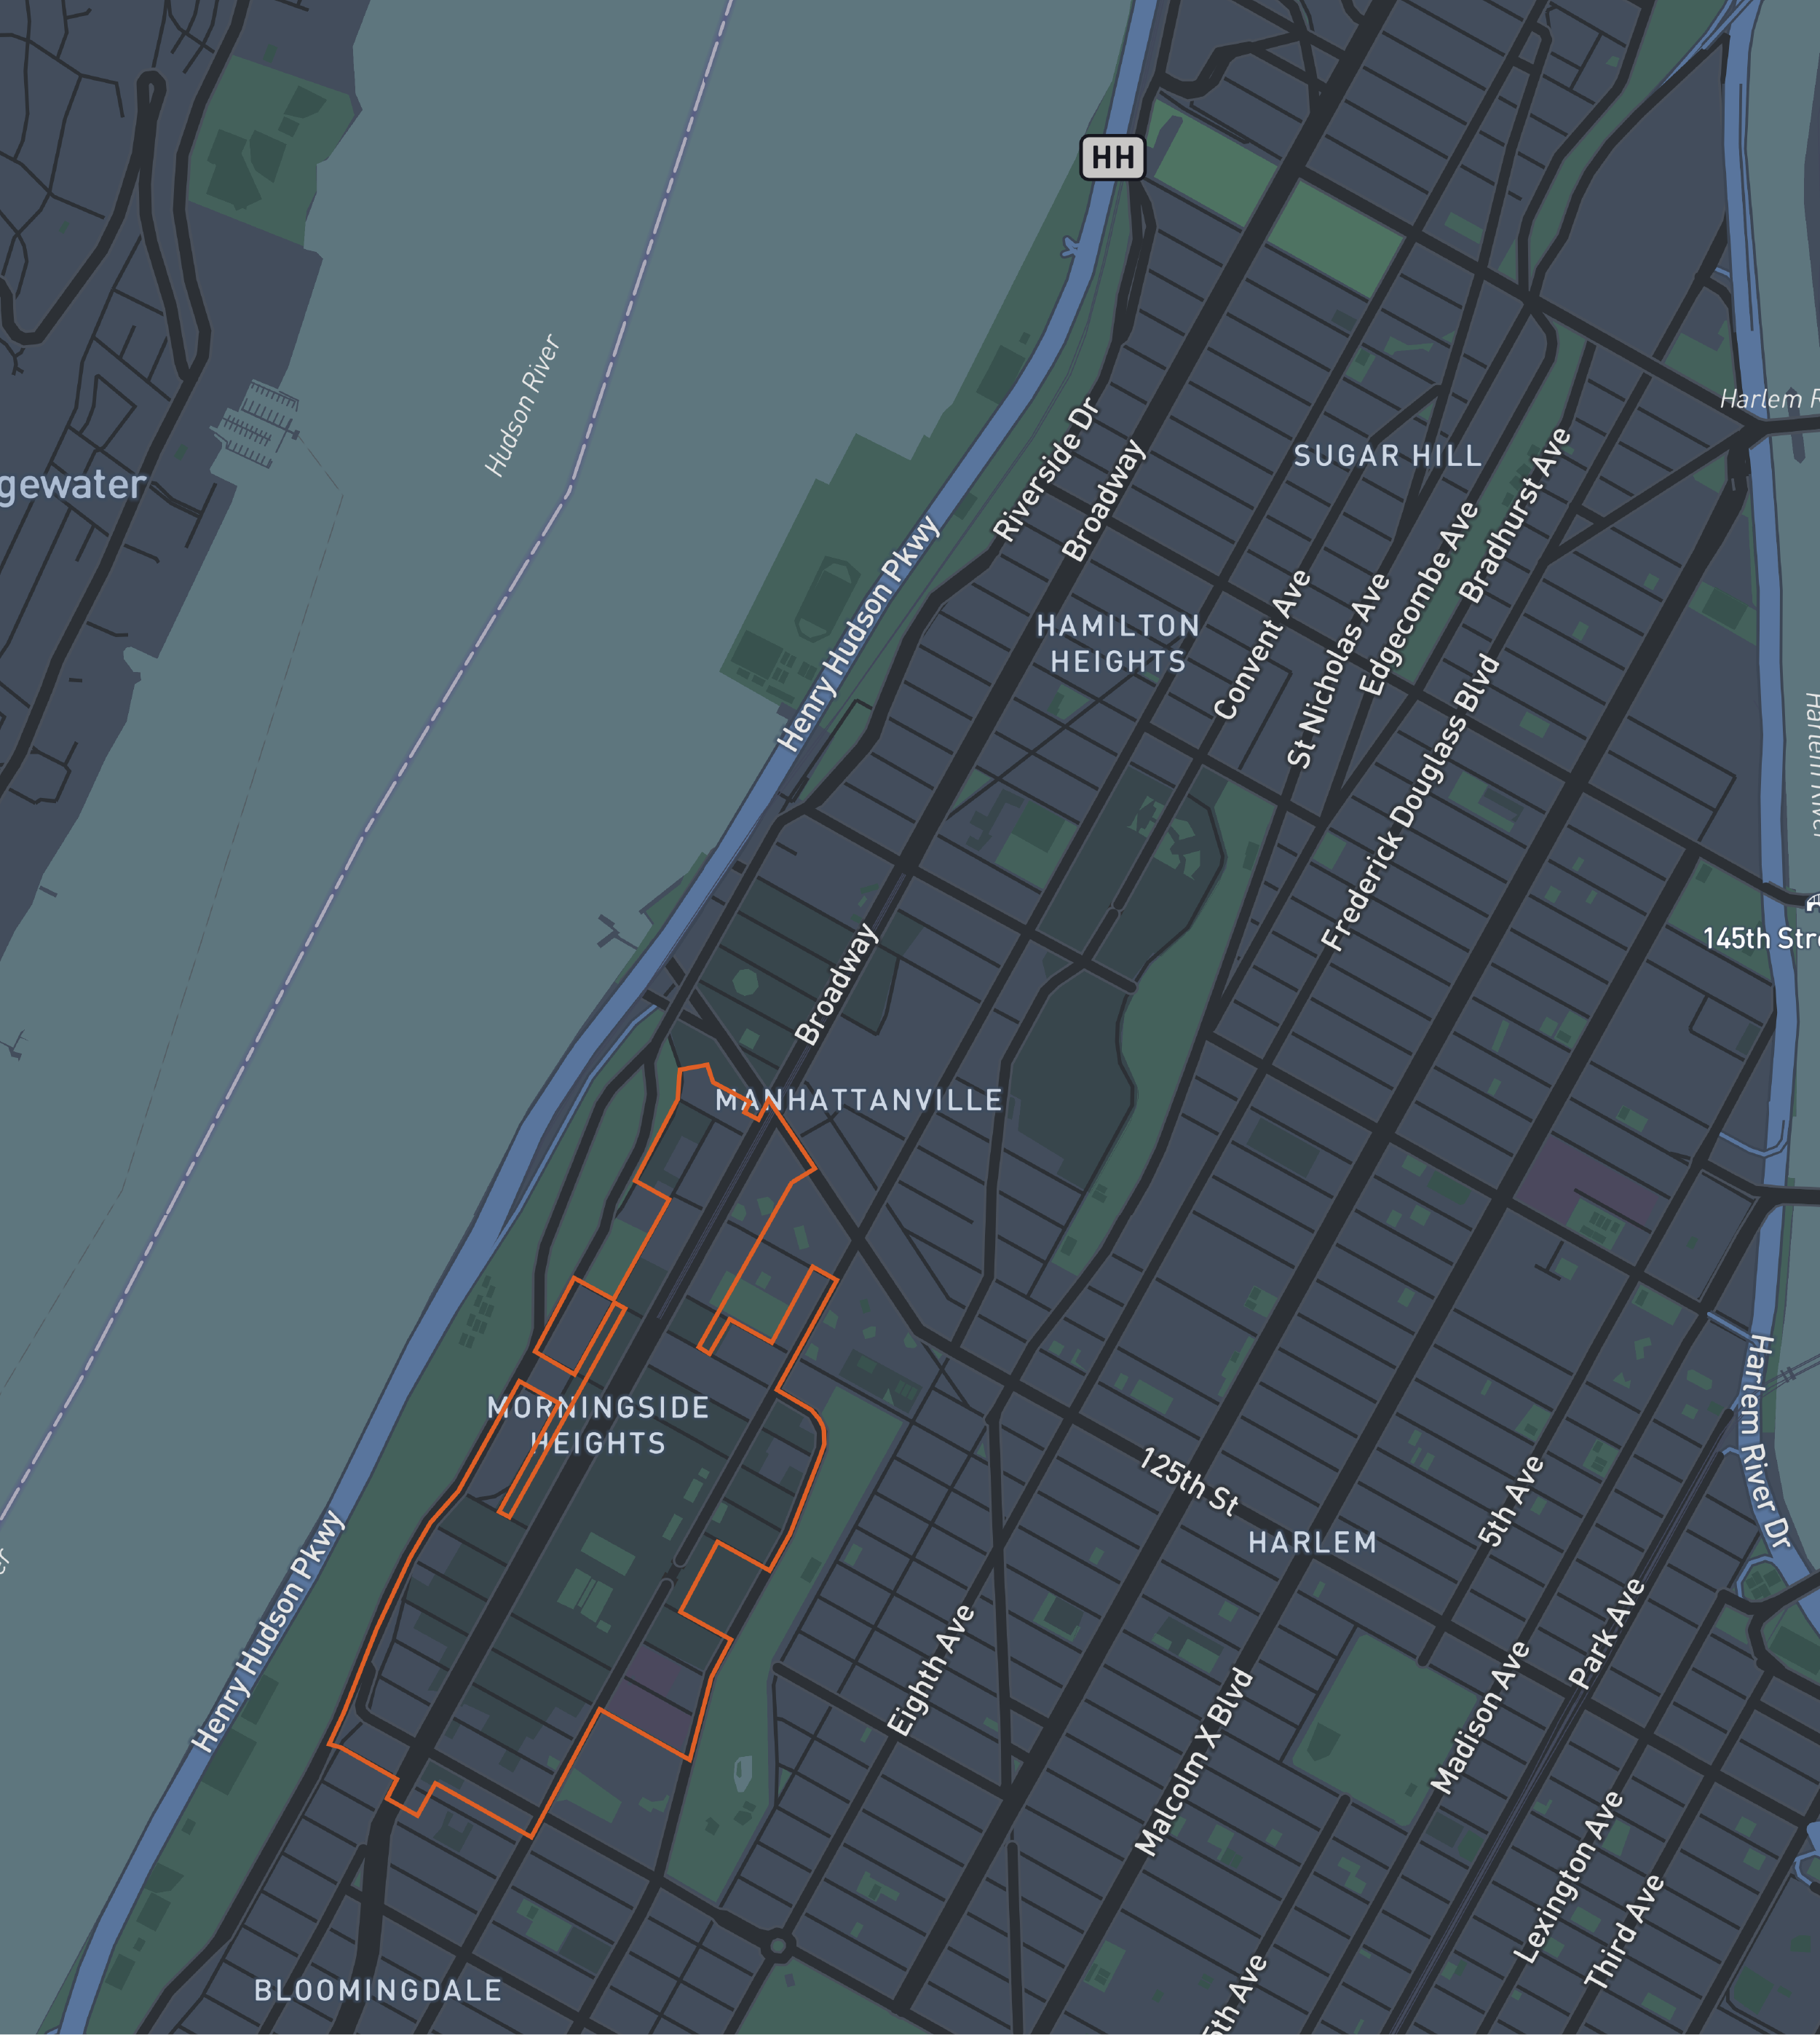 HH
Hudson River
Harlem R
Riverside Dr
Broadway
SUGAR HILL
gewater
Bradhurst Ave
Edgecombe Ave
Henry Hudson Pkwy
HAMILTON
HEIGHTS
Convent Ave
St Nicholas Ave
Frederick Douglass Blvd
Harlem River
145th Stre
Broadway
MANHATTANVILLE
MORNINGSIDE
HEIGHTS
Harlem River Dr
125th St
5th Ave
HARLEM
Henry Hudson Pkwy
er
Eighth Ave
Park Ave
Madison Ave
Malcolm X Blvd
Lexington Ave
Third Ave
BLOOMINGDALE
5th Ave